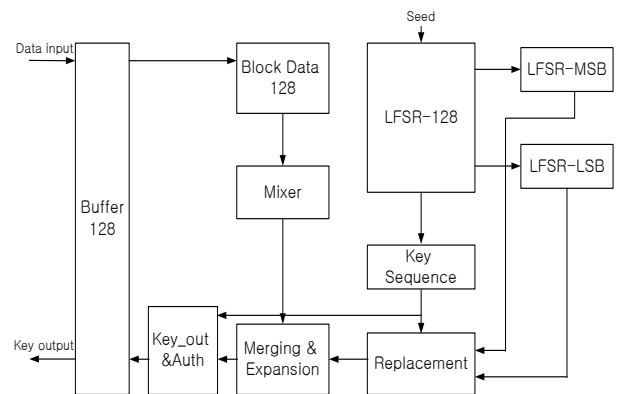 Seed
Data input
Block Data
128
LFSR-128
LFSR-MSB
LFSR-LSB
Mixer
Buffer
128
Key
Sequence
Key output
Key_out
&Auth
Merging &
Expansion
Replacement